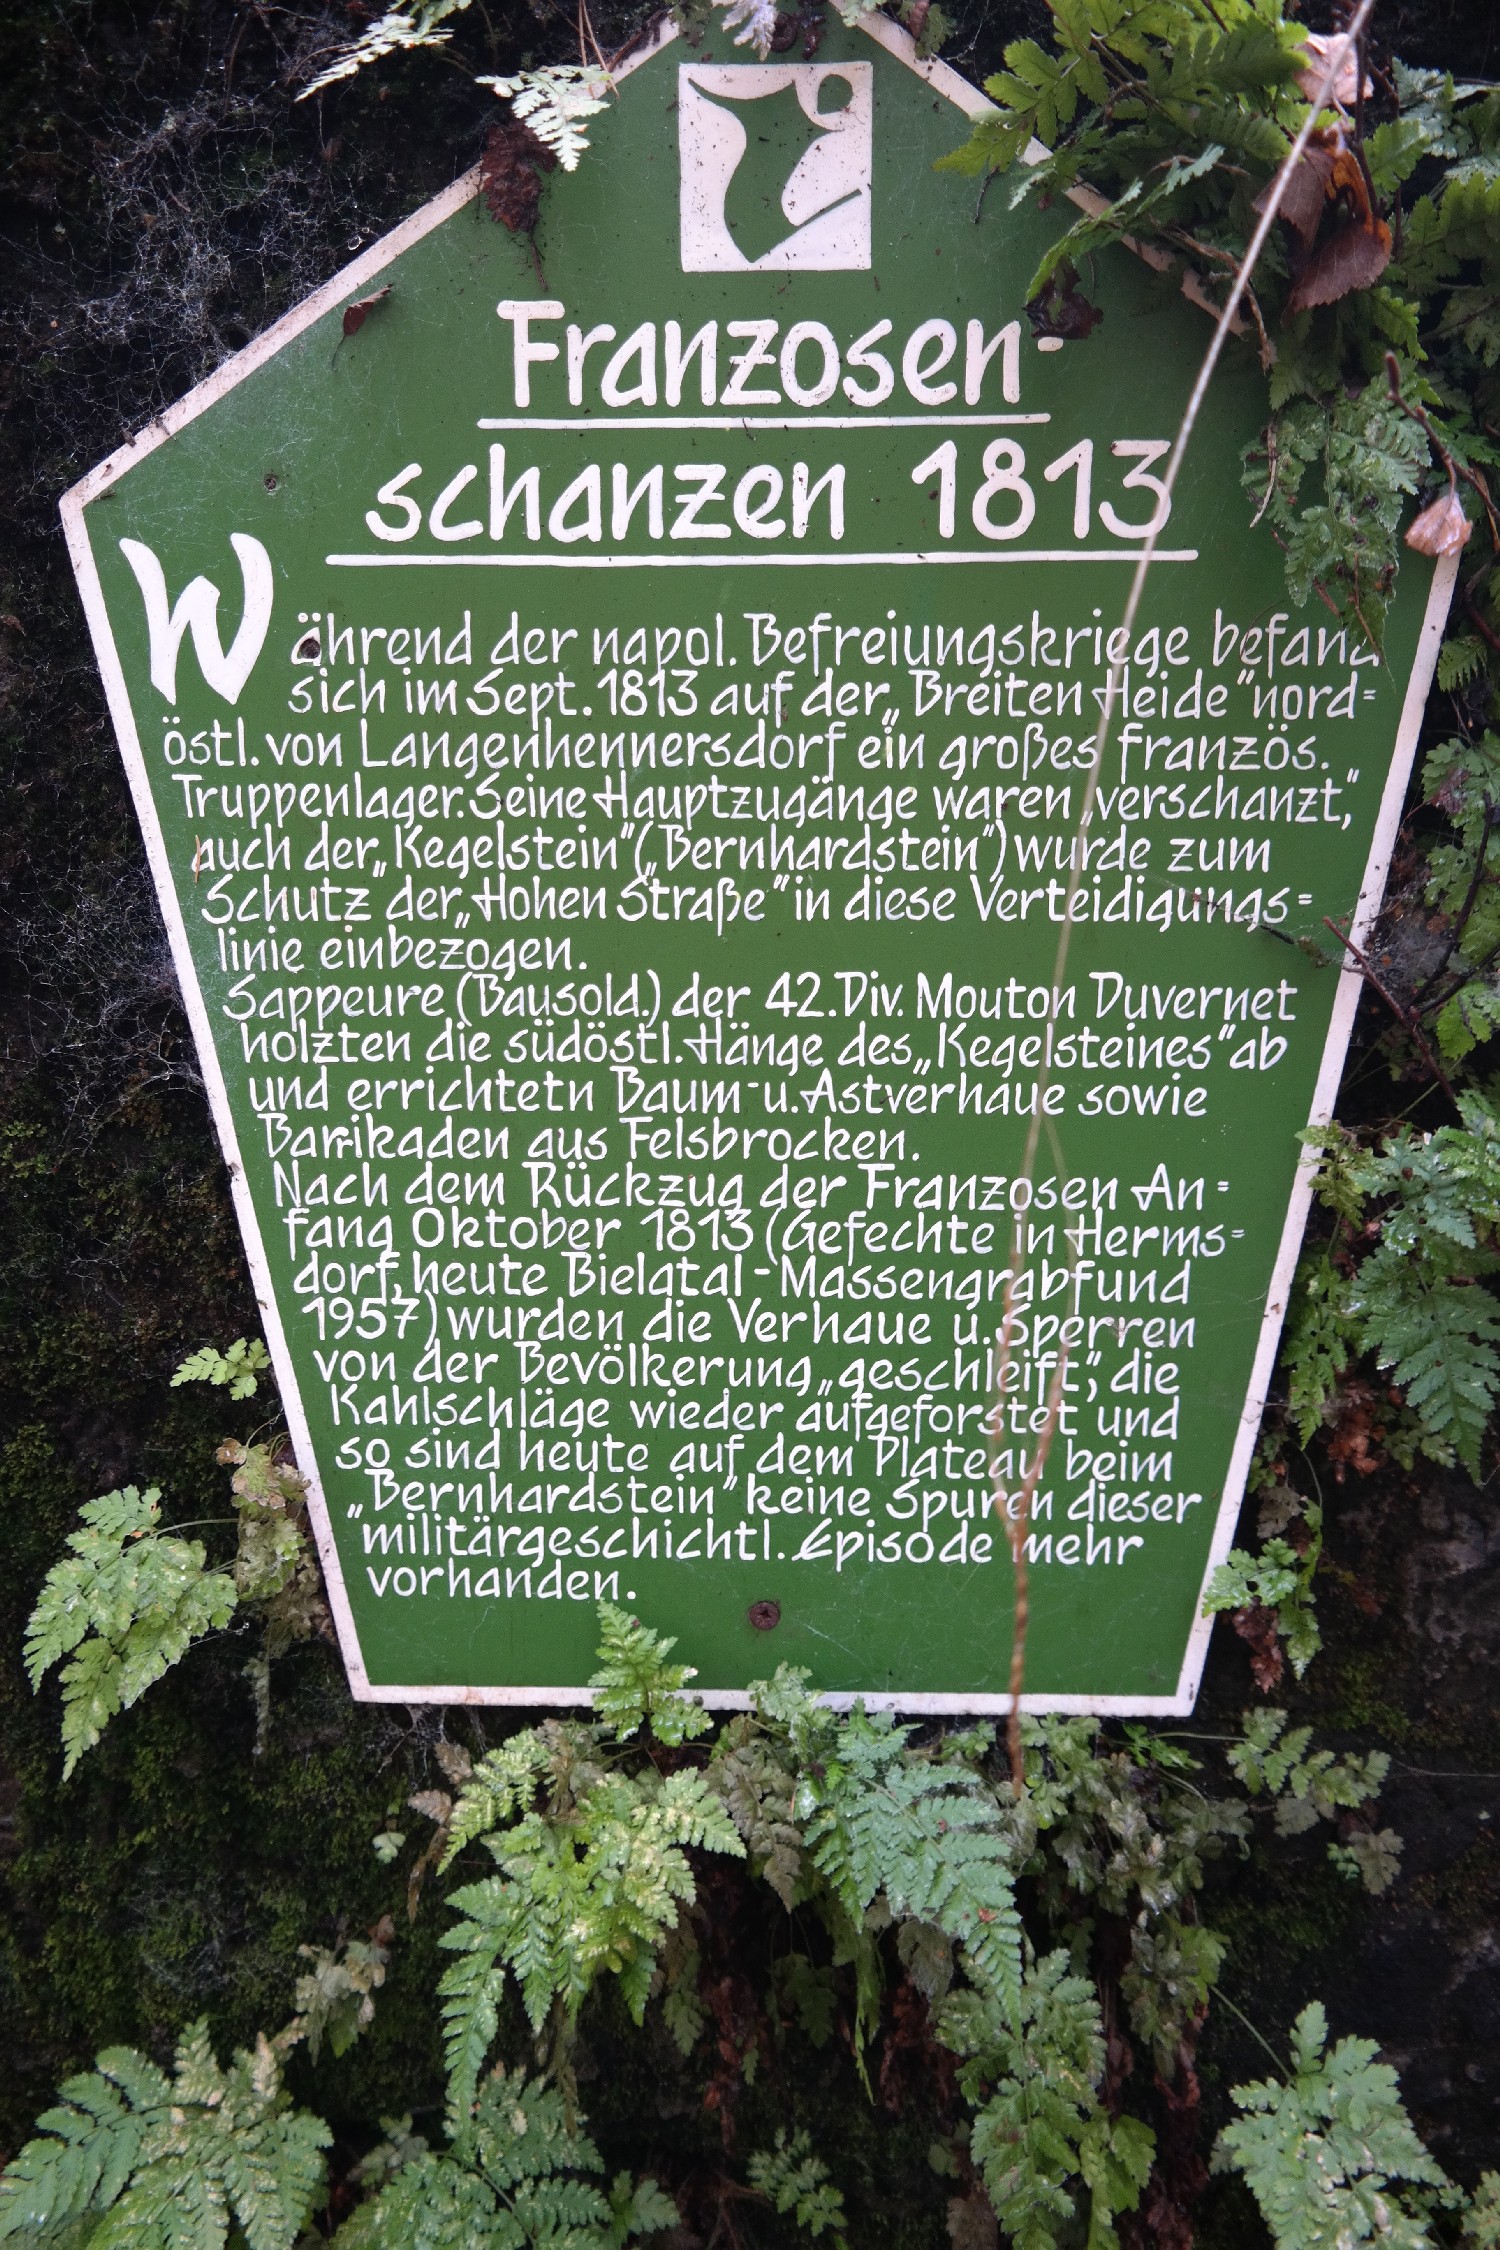 Franzosen-
schanzen 1813
Während der napol. Befreiungskriege befand
sich im Sept. 1813 auf der „Breiten Heide" nord=
östl. von Langenhennersdorf ein großes französ.
Truppenlager. Seine Hauptzugänge waren „verschanzt,"
auch der „Kegelstein" („Bernhardstein") wurde zum
Schutz der „Hohen Straße" in diese Verteidigungs=
linie einbezogen.
Sappeure (Bausold.) der 42. Div. Mouton Duvernet
holzten die südöstl. Hänge des „Kegelsteines" ab
und errichtetn Baum- u. Astverhaue sowie
Barrikaden aus Felsbrocken.
Nach dem Rückzug der Franzosen An=
fang Oktober 1813 (Gefechte in Herms=
dorf, heute Bielatal - Massengrabfund
1957) wurden die Verhaue u. Sperren
von der Bevölkerung „geschleift", die
Kahlschläge wieder aufgeforstet und
so sind heute auf dem Plateau beim
„Bernhardstein" keine Spuren dieser
militärgeschichtl. Episode mehr
vorhanden.